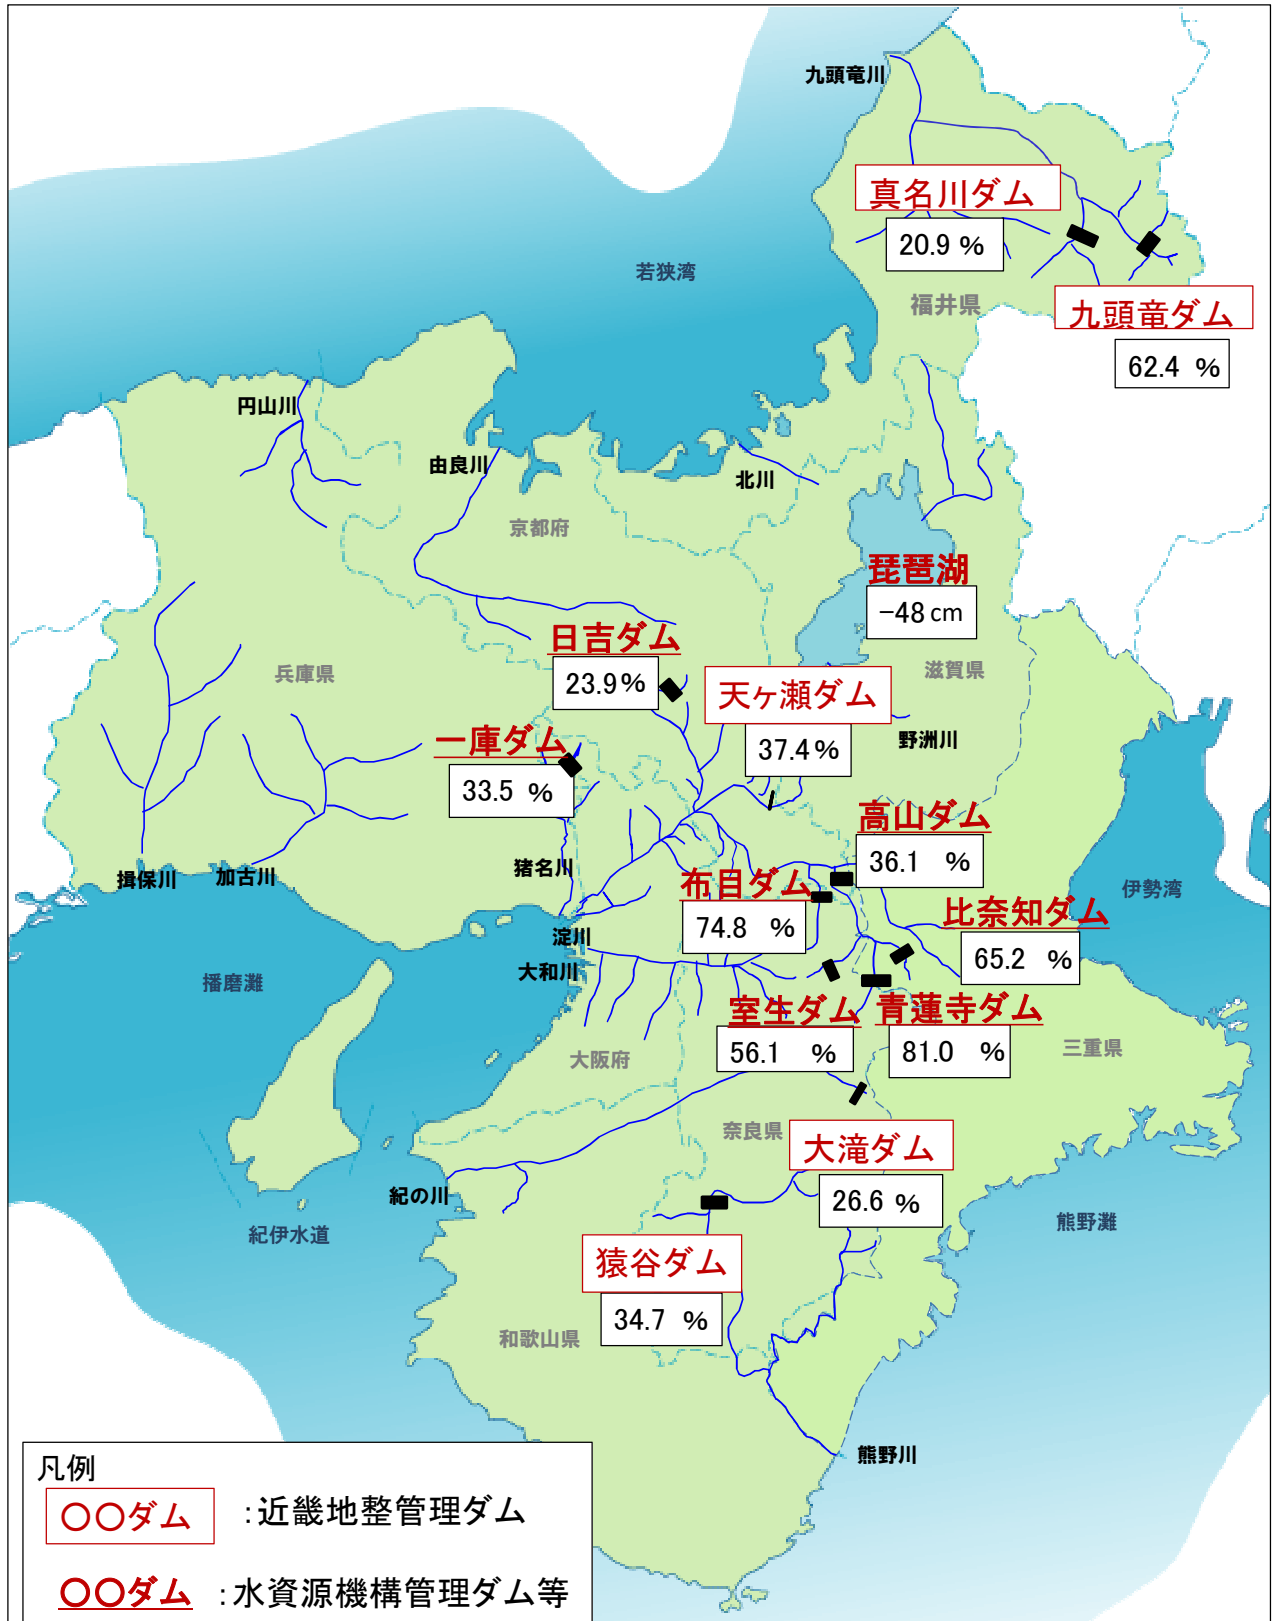 九頭竜川
真名川ダム
20.9 %
若狭湾
福井県
九頭竜ダム
62.4 %
円山川
由良川
北川
京都府
琵琶湖
-48 cm
日吉ダム
23.9%
兵庫県
滋賀県
天ヶ瀬ダム
37.4%
野洲川
一庫ダム
33.5 %
高山ダム
36.1 %
猪名川
揖保川
加古川
布目ダム
74.8 %
伊勢湾
比奈知ダム
65.2 %
淀川
大和川
播磨灘
室生ダム
56.1 %
青蓮寺ダム
81.0 %
大阪府
三重県
奈良県
大滝ダム
26.6 %
紀の川
紀伊水道
熊野灘
猿谷ダム
34.7 %
和歌山県
熊野川
凡例
〇〇ダム :近畿地整管理ダム
〇〇ダム :水資源機構管理ダム等